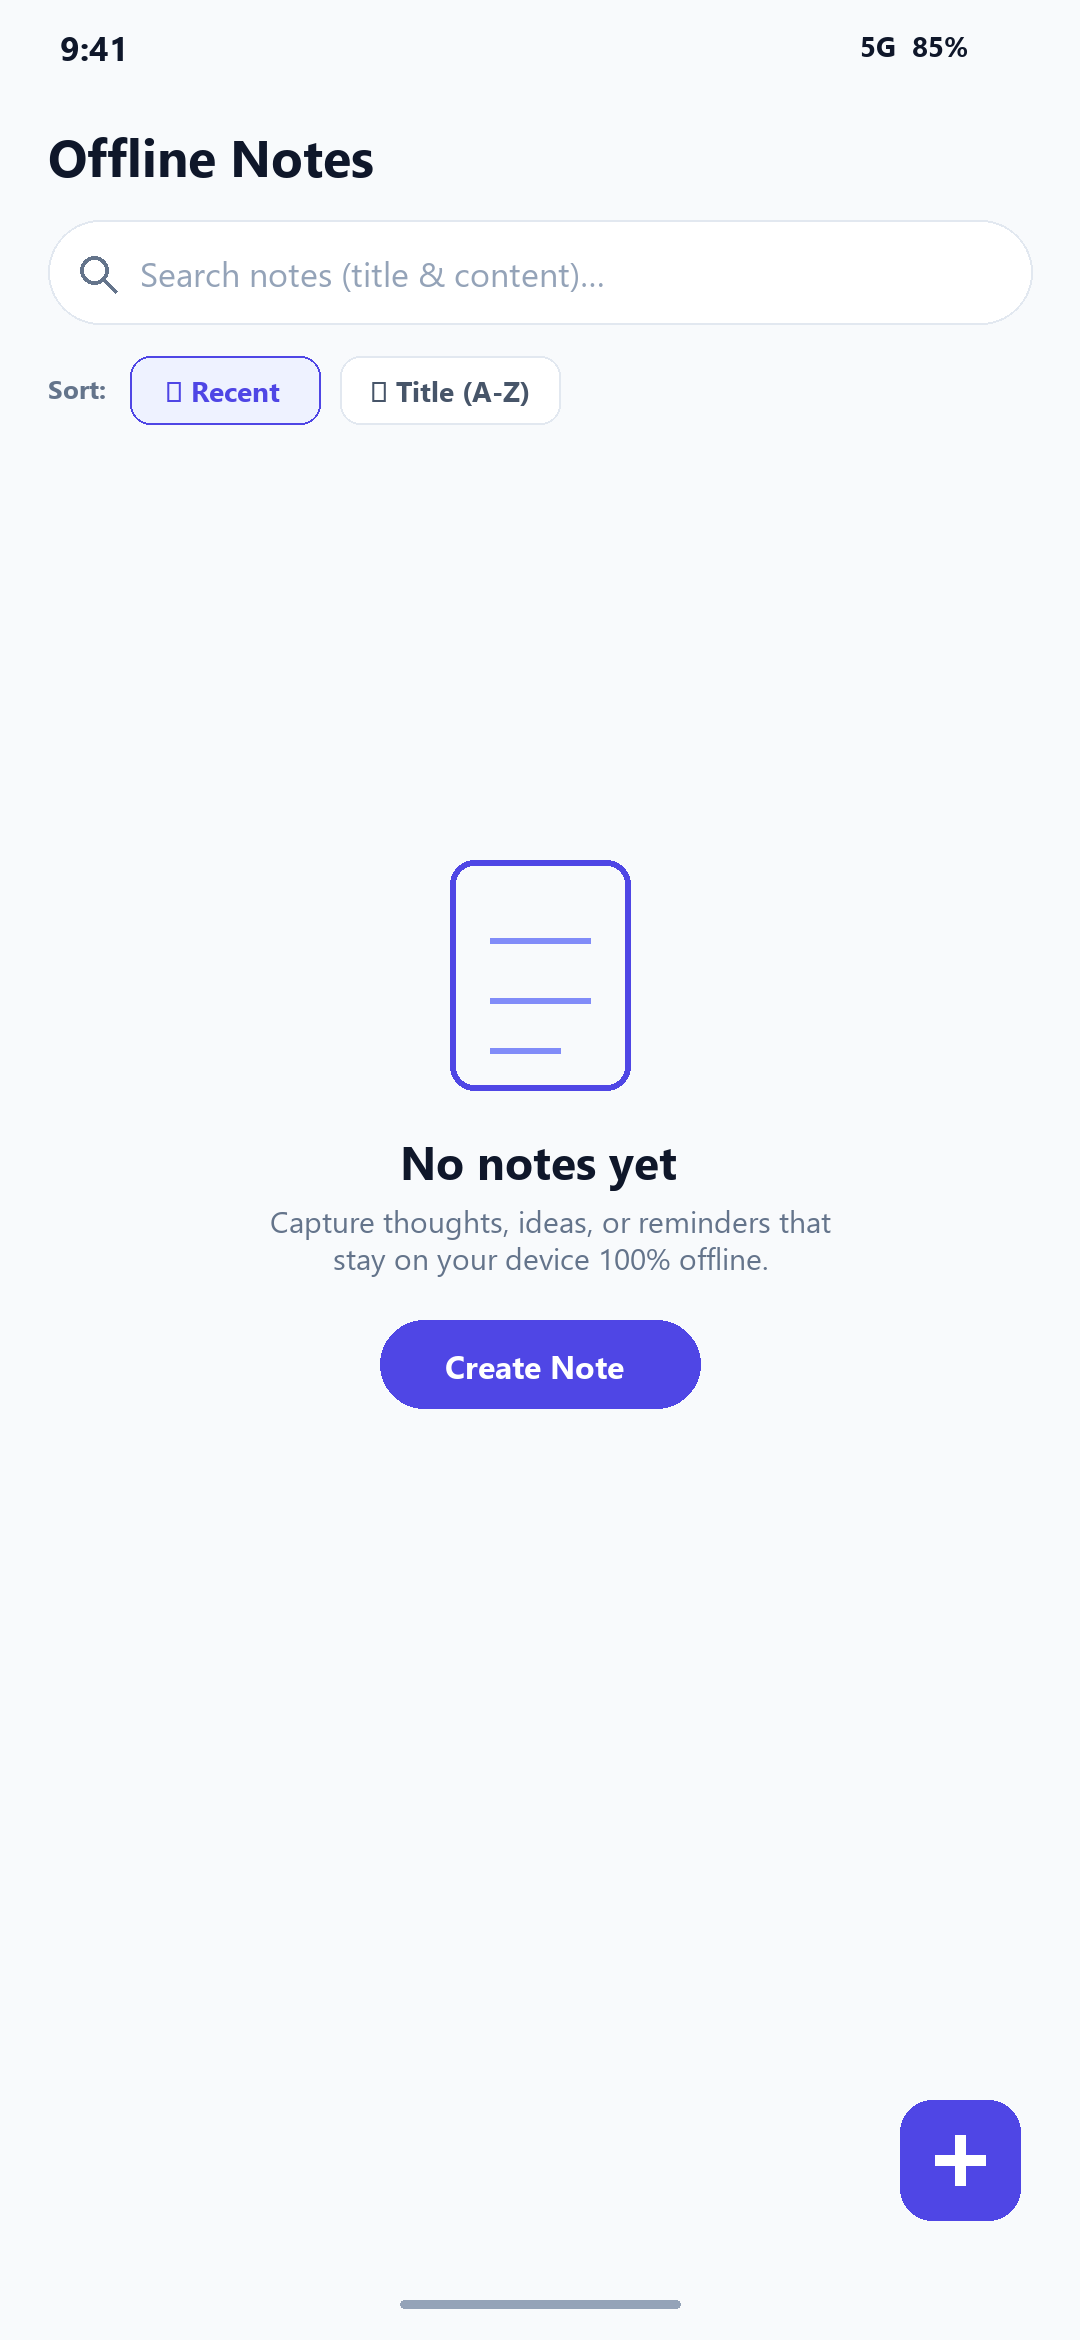 9:41
5G 85%
Offline Notes
Search notes (title & content)...
Sort:
Recent
Title (A-Z)
No notes yet
Capture thoughts, ideas, or reminders that
stay on your device 100% offline.
Create Note